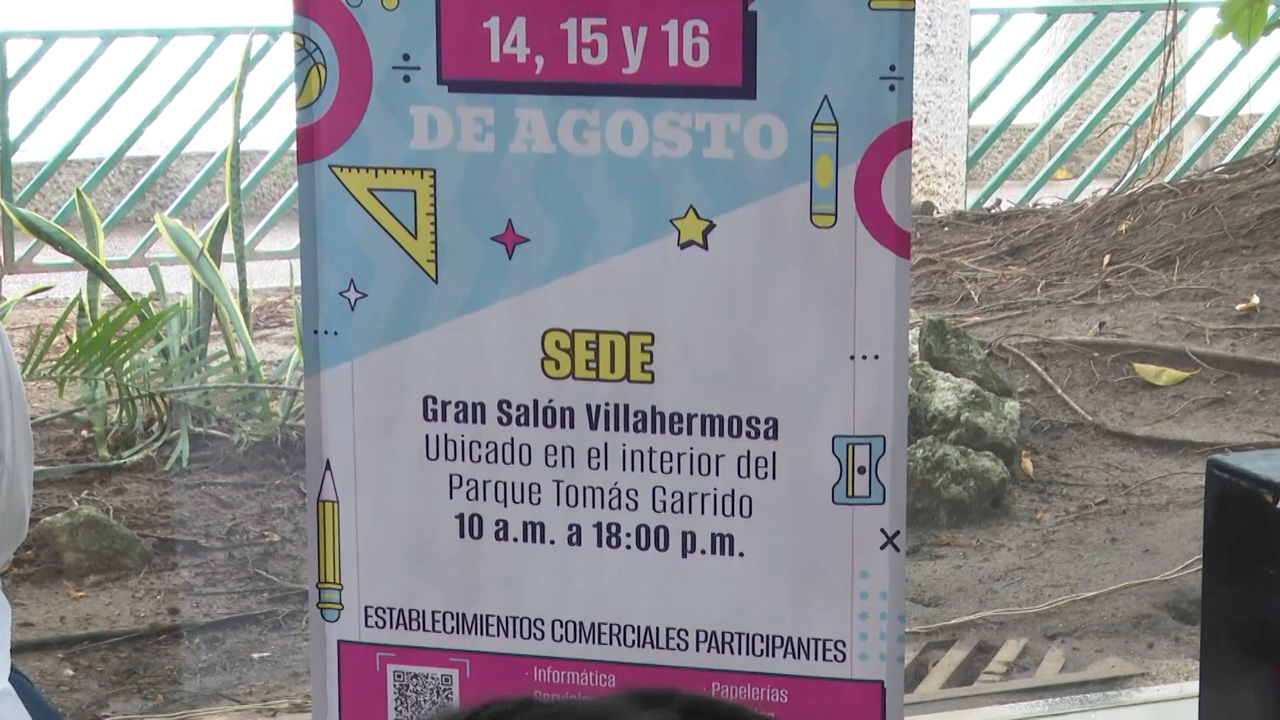 14, 15 y 16
DE AGOSTO
SEDE
Gran Salón Villahermosa
Ubicado en el interior del
Parque Tomás Garrido
10 a.m. a 18:00 p.m.
ESTABLECIMIENTOS COMERCIALES PARTICIPANTES
· Informática
· Papelerías